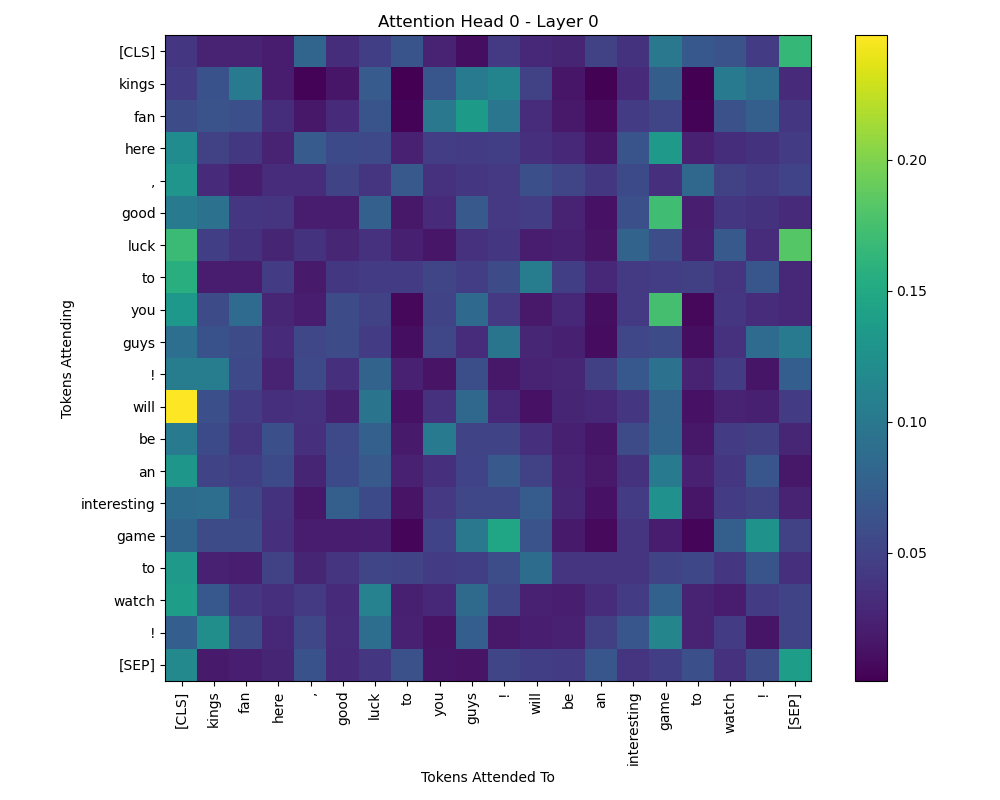 Attention Head 0 - Layer 0
Tokens Attending
[CLS]
kings
fan
here
,
good
luck
to
you
guys
!
will
be
an
interesting
game
to
watch
!
[SEP]
[CLS] kings fan here , good luck to you guys ! will be an interesting game to watch ! [SEP]
Tokens Attended To
0.20
0.15
0.10
0.05